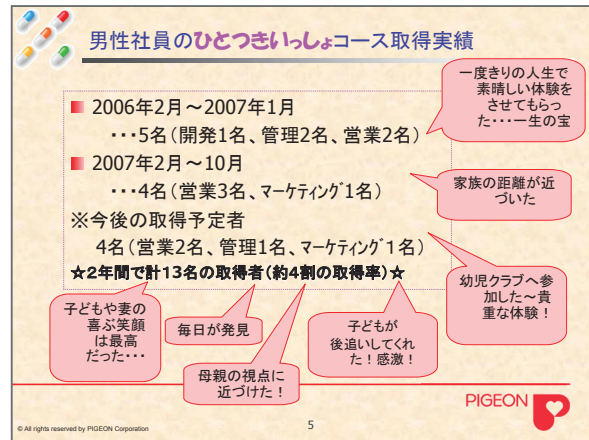 男性社員のひとつきいっしょコース取得実績
一度きりの人生で
素晴しい体験を
させてもらっ
た・・・一生の宝
2006年2月～2007年1月
・・・5名（開発1名、管理2名、営業2名）
2007年2月～10月
・・・4名（営業3名、マーケティング1名）
家族の距離が近
づいた
※今後の取得予定者
4名（営業2名、管理1名、マーケティング1名）
★2年間で計13名の取得者（約4割の取得率）★
幼児クラブへ参
加した～貴
重な体験！
子どもや妻の
喜ぶ笑顔
は最高
だった・・・
毎日が発見
母親の視点に
近づけた！
子どもが
後追いしてくれ
た！感激！
PIGEON
© All rights reserved by PIGEON Corporation
5